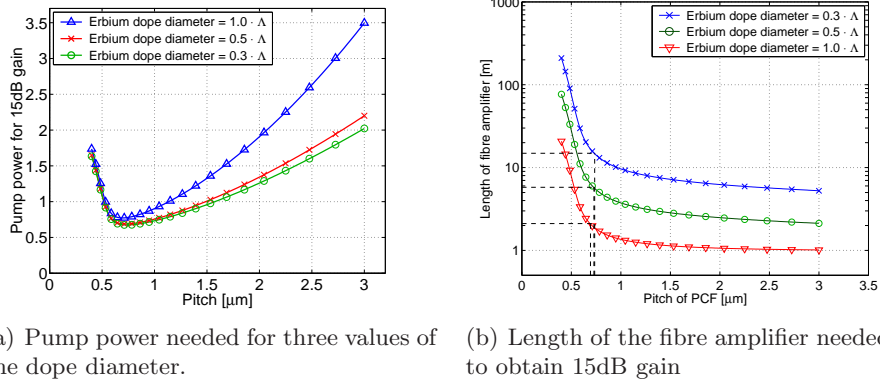 3.5
3
2.5
2
1.5
1
0.5
0
Pump power for 15dB gain
Erbium dope diameter = 1.0 · Λ
Erbium dope diameter = 0.5 · Λ
Erbium dope diameter = 0.3 · Λ
0 0.5 1 1.5 2 2.5 3
Pitch [μm]
1000
100
10
1
Length of fibre amplifier [m]
Erbium dope diameter = 0.3 · Λ
Erbium dope diameter = 0.5 · Λ
Erbium dope diameter = 1.0 · Λ
0 0.5 1 1.5 2 2.5 3 3.5
Pitch of PCF [μm]
) Pump power needed for three values of
ne dope diameter.
(b) Length of the fibre amplifier needed
to obtain 15dB gain